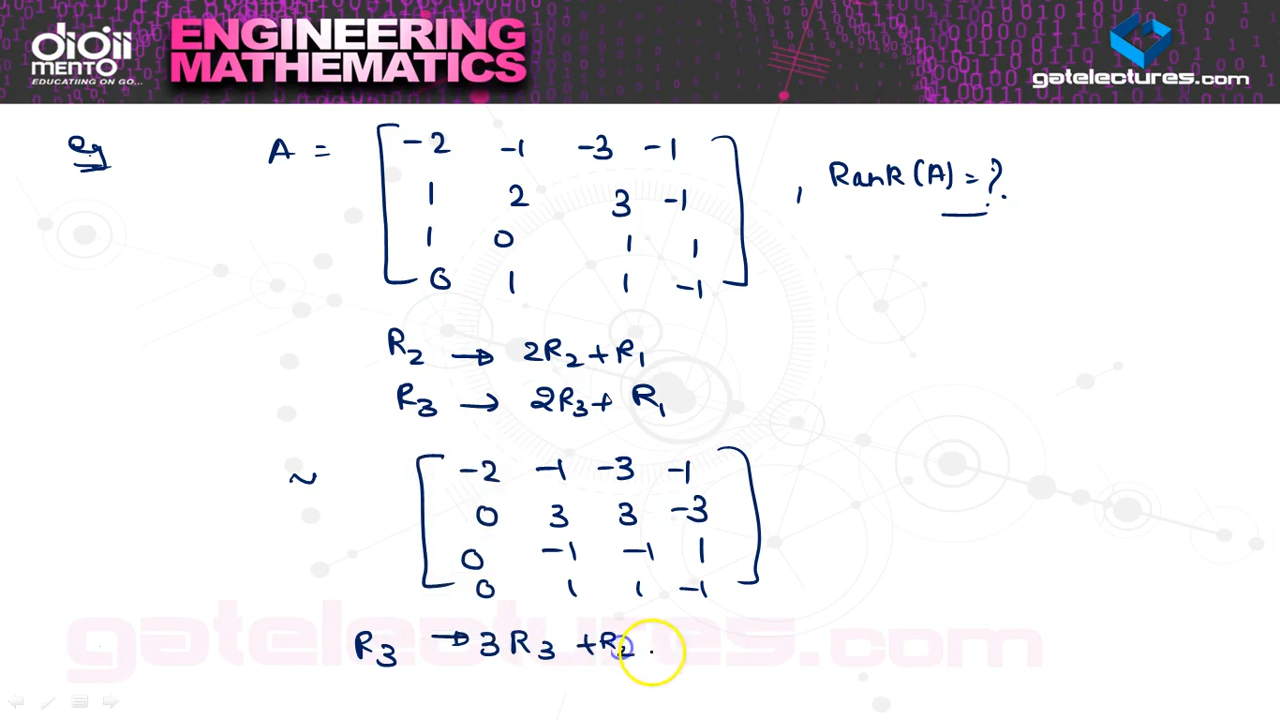 digii
MENTO
EDUCATIING ON GO...
ENGINEERING
MATHEMATICS
gatelectures.com
eg
A = [ -2 -1 -3 -1
1 2 3 -1
1 0 1 1
0 1 1 -1 ] , Rank (A) = ?
R2 → 2R2 + R1
R3 → 2R3 + R1
~ [ -2 -1 -3 -1
0 3 3 -3
0 -1 -1 1
0 1 1 -1 ]
R3 → 3R3 + R2
gatelectures.com